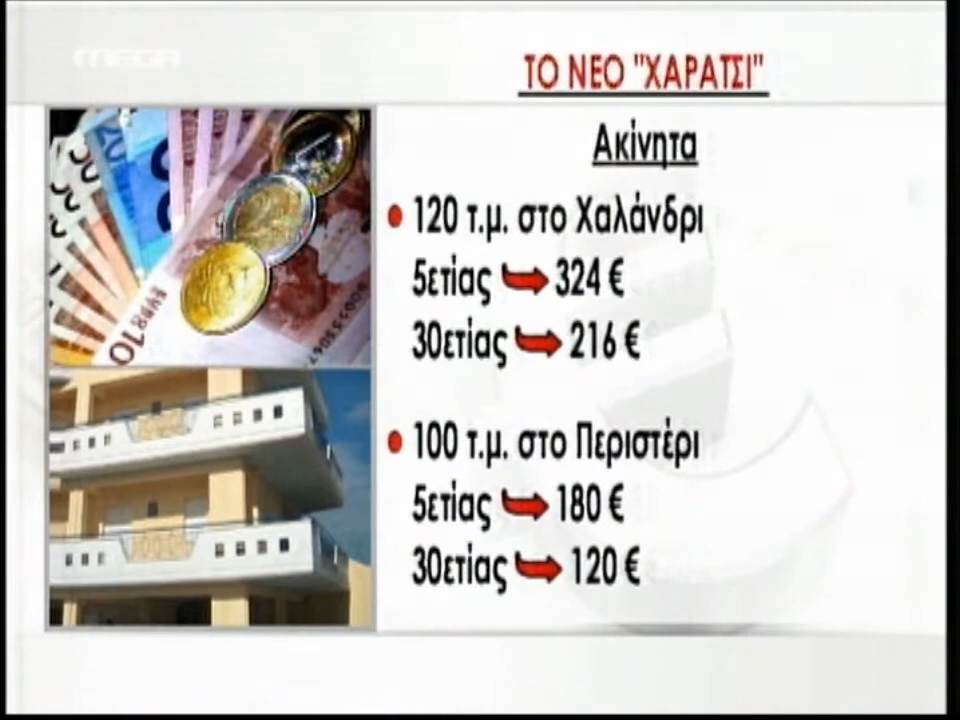 MEGA
ΤΟ ΝΕΟ "ΧΑΡΑΤΣΙ"
Ακίνητα
• 120 τ.μ. στο Χαλάνδρι
5ετίας → 324 €
30ετίας → 216 €
• 100 τ.μ. στο Περιστέρι
5ετίας → 180 €
30ετίας → 120 €